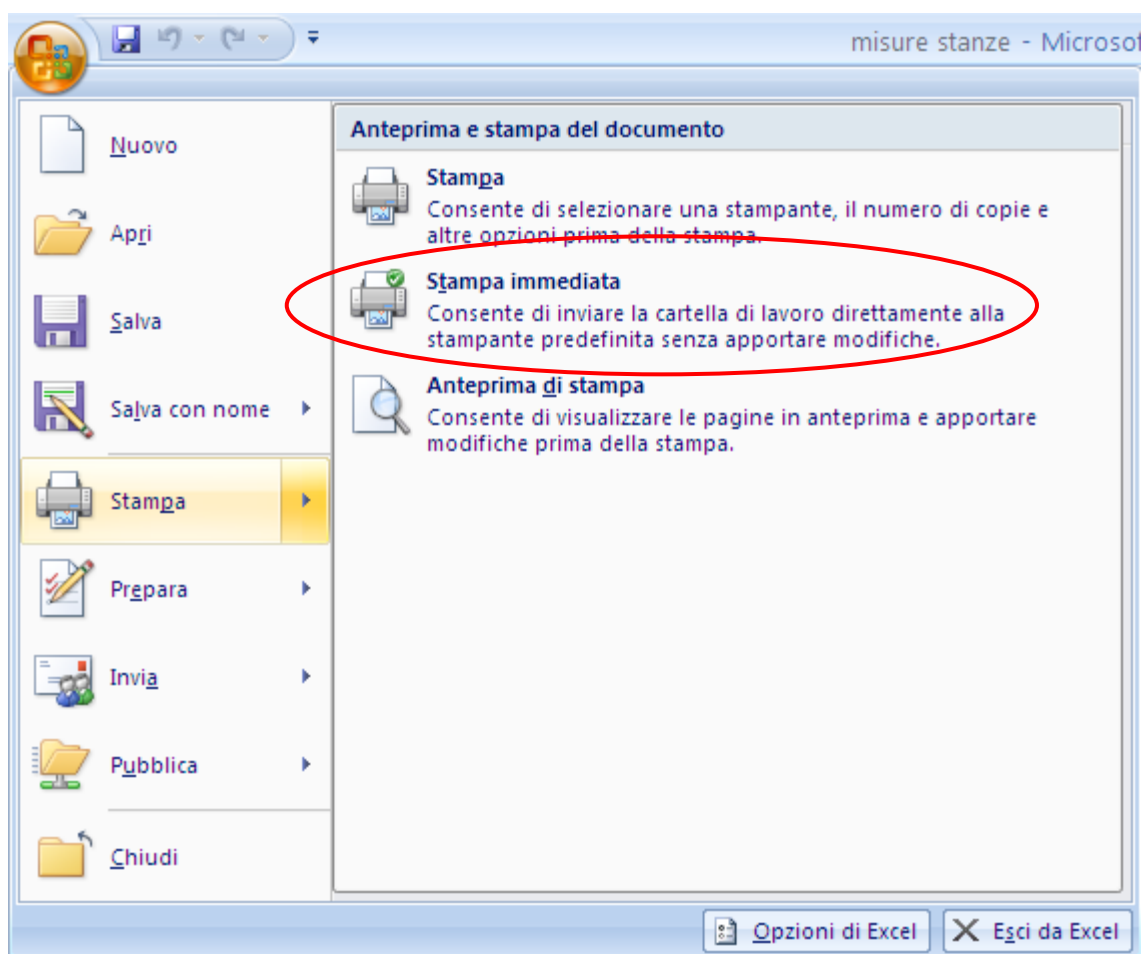 misure stanze - Microsof
Nuovo
Apri
Salva
Salva con nome
Stampa
Prepara
Invia
Pubblica
Chiudi
Anteprima e stampa del documento
Stampa
Consente di selezionare una stampante, il numero di copie e
altre opzioni prima della stampa.
Stampa immediata
Consente di inviare la cartella di lavoro direttamente alla
stampante predefinita senza apportare modifiche.
Anteprima di stampa
Consente di visualizzare le pagine in anteprima e apportare
modifiche prima della stampa.
Opzioni di Excel
Esci da Excel